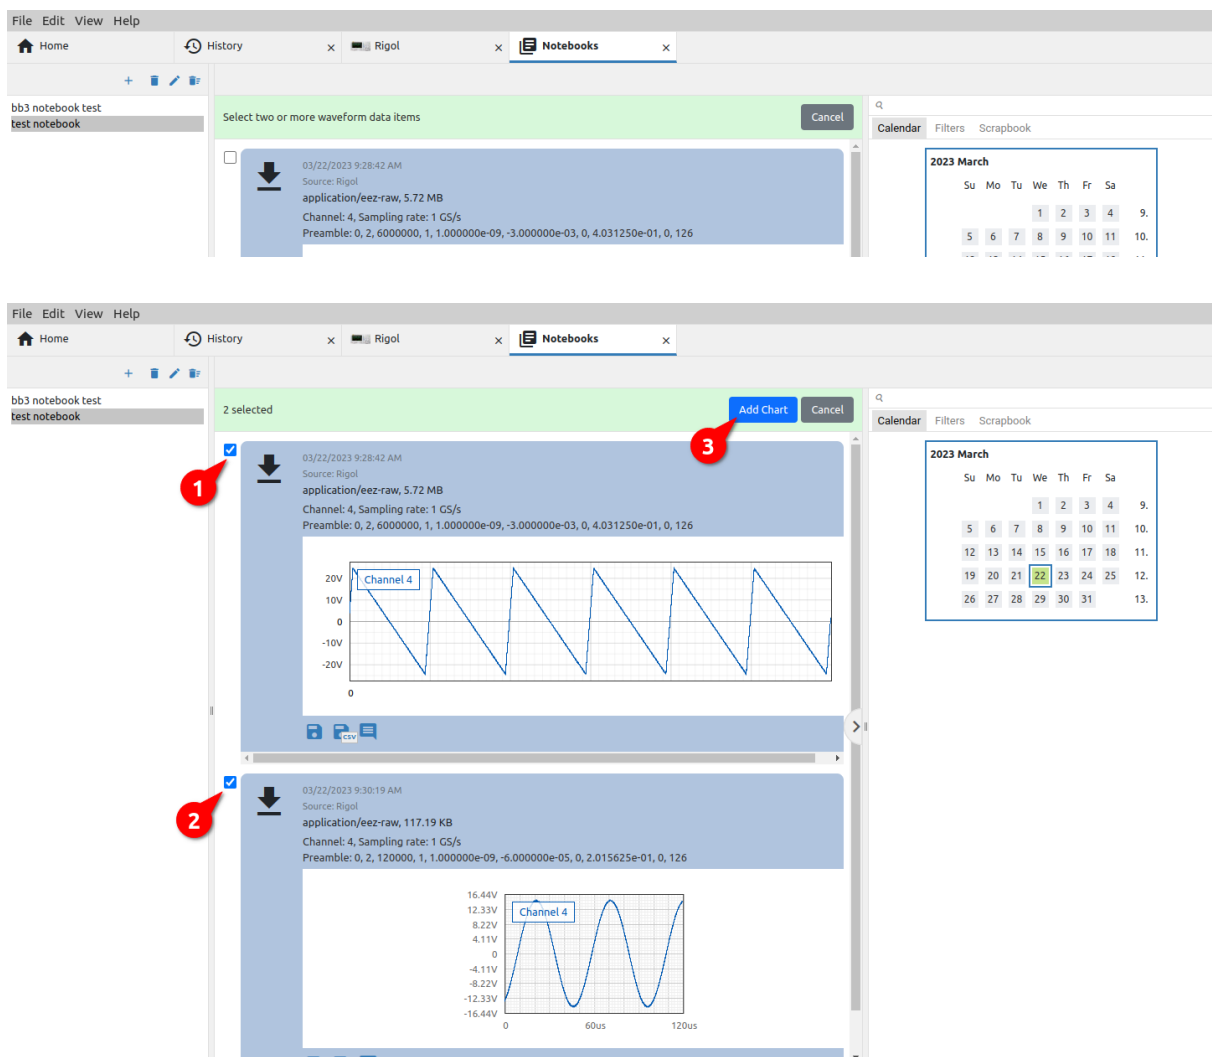 File Edit View Help
Home History x Rigol x Notebooks x
bb3 notebook test
test notebook
Select two or more waveform data items Cancel
Calendar Filters Scrapbook
03/22/2023 9:28:42 AM
Source: Rigol
application/eez-raw, 5.72 MB
Channel: 4, Sampling rate: 1 GS/s
Preamble: 0, 2, 6000000, 1, 1.000000e-09, -3.000000e-03, 0, 4.031250e-01, 0, 126
2023 March
Su Mo Tu We Th Fr Sa
1 2 3 4 9.
5 6 7 8 9 10 11 10.
File Edit View Help
Home History x Rigol x Notebooks x
bb3 notebook test
test notebook
2 selected Add Chart Cancel
3
Calendar Filters Scrapbook
1
03/22/2023 9:28:42 AM
Source: Rigol
application/eez-raw, 5.72 MB
Channel: 4, Sampling rate: 1 GS/s
Preamble: 0, 2, 6000000, 1, 1.000000e-09, -3.000000e-03, 0, 4.031250e-01, 0, 126
20V
10V
0
-10V
-20V
Channel 4
0
CSV
2023 March
Su Mo Tu We Th Fr Sa
1 2 3 4 9.
5 6 7 8 9 10 11 10.
12 13 14 15 16 17 18 11.
19 20 21 22 23 24 25 12.
26 27 28 29 30 31 13.
2
03/22/2023 9:30:19 AM
Source: Rigol
application/eez-raw, 117.19 KB
Channel: 4, Sampling rate: 1 GS/s
Preamble: 0, 2, 120000, 1, 1.000000e-09, -6.000000e-05, 0, 2.015625e-01, 0, 126
16.44V
12.33V
8.22V
4.11V
0
-4.11V
-8.22V
-12.33V
-16.44V
Channel 4
0 60us 120us